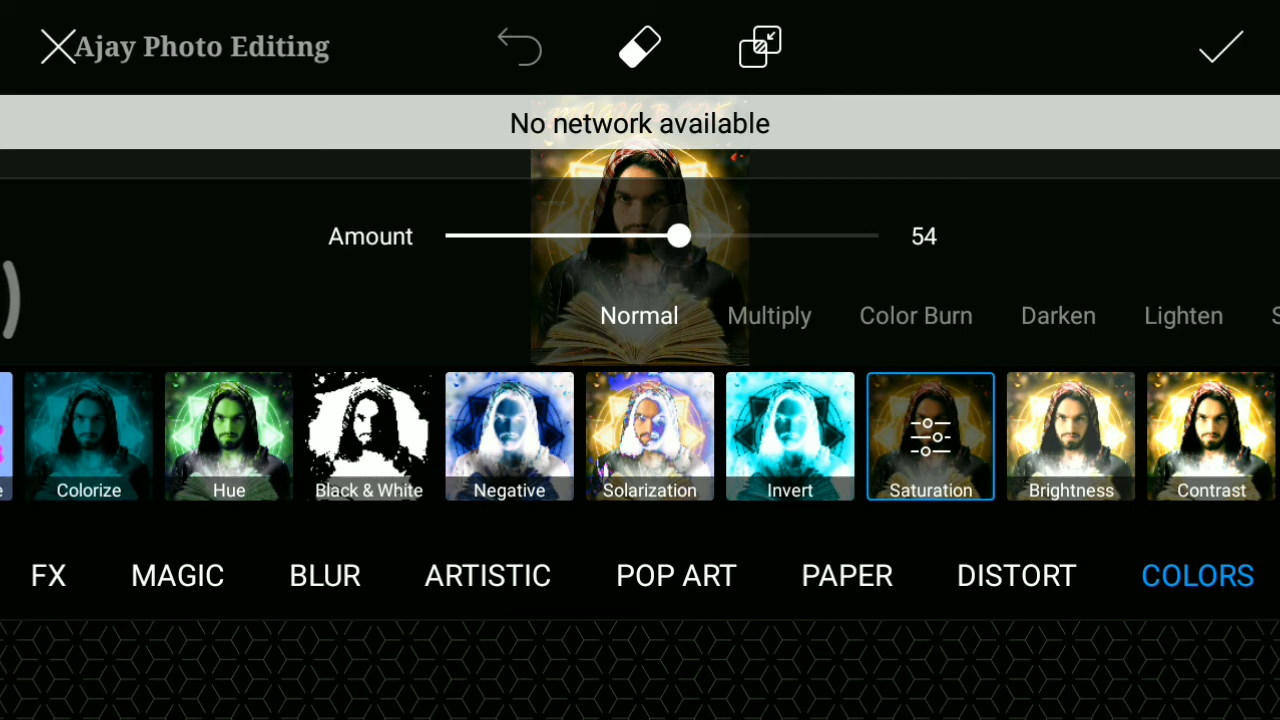 Ajay Photo Editing
No network available
Amount 54
Normal Multiply Color Burn Darken Lighten S
e Colorize Hue Black & White Negative Solarization Invert Saturation Brightness Contrast
FX MAGIC BLUR ARTISTIC POP ART PAPER DISTORT COLORS